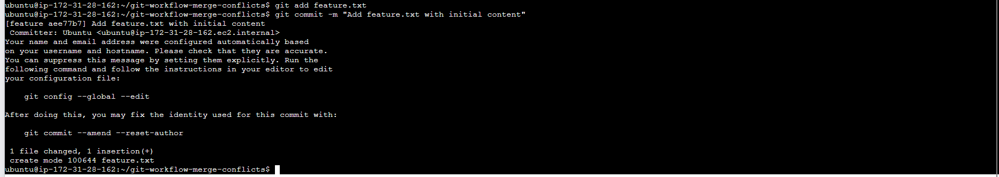 ubuntu@ip-172-31-28-162:~/git-workflow-merge-conflicts$ git add feature.txt
ubuntu@ip-172-31-28-162:~/git-workflow-merge-conflicts$ git commit -m "Add feature.txt with initial content"
[feature aee77b7] Add feature.txt with initial content
 Committer: Ubuntu <ubuntu@ip-172-31-28-162.ec2.internal>
Your name and email address were configured automatically based
on your username and hostname. Please check that they are accurate.
You can suppress this message by setting them explicitly. Run the
following command and follow the instructions in your editor to edit
your configuration file:

    git config --global --edit

After doing this, you may fix the identity used for this commit with:

    git commit --amend --reset-author

 1 file changed, 1 insertion(+)
 create mode 100644 feature.txt
ubuntu@ip-172-31-28-162:~/git-workflow-merge-conflicts$